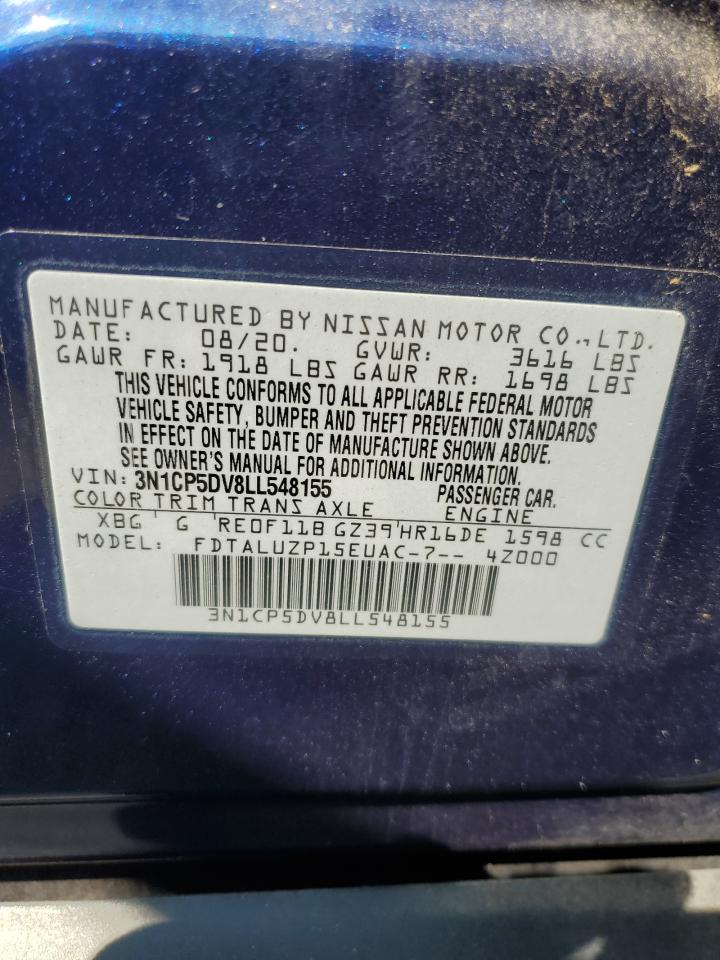 MANUFACTURED BY NISSAN MOTOR CO., LTD.
DATE: 08/20. GVWR: 3616 LBS
GAWR FR: 1918 LBS GAWR RR: 1698 LBS
THIS VEHICLE CONFORMS TO ALL APPLICABLE FEDERAL MOTOR
VEHICLE SAFETY, BUMPER AND THEFT PREVENTION STANDARDS
IN EFFECT ON THE DATE OF MANUFACTURE SHOWN ABOVE.
SEE OWNER'S MANUAL FOR ADDITIONAL INFORMATION.
VIN: 3N1CP5DV8LL548155 PASSENGER CAR.
COLOR TRIM TRANS AXLE ENGINE
XBG G RE0F11B GZ39 HR16DE 1598 CC
MODEL: FDTALUZP15EUAC-7-- 4Z000
3N1CP5DV8LL548155